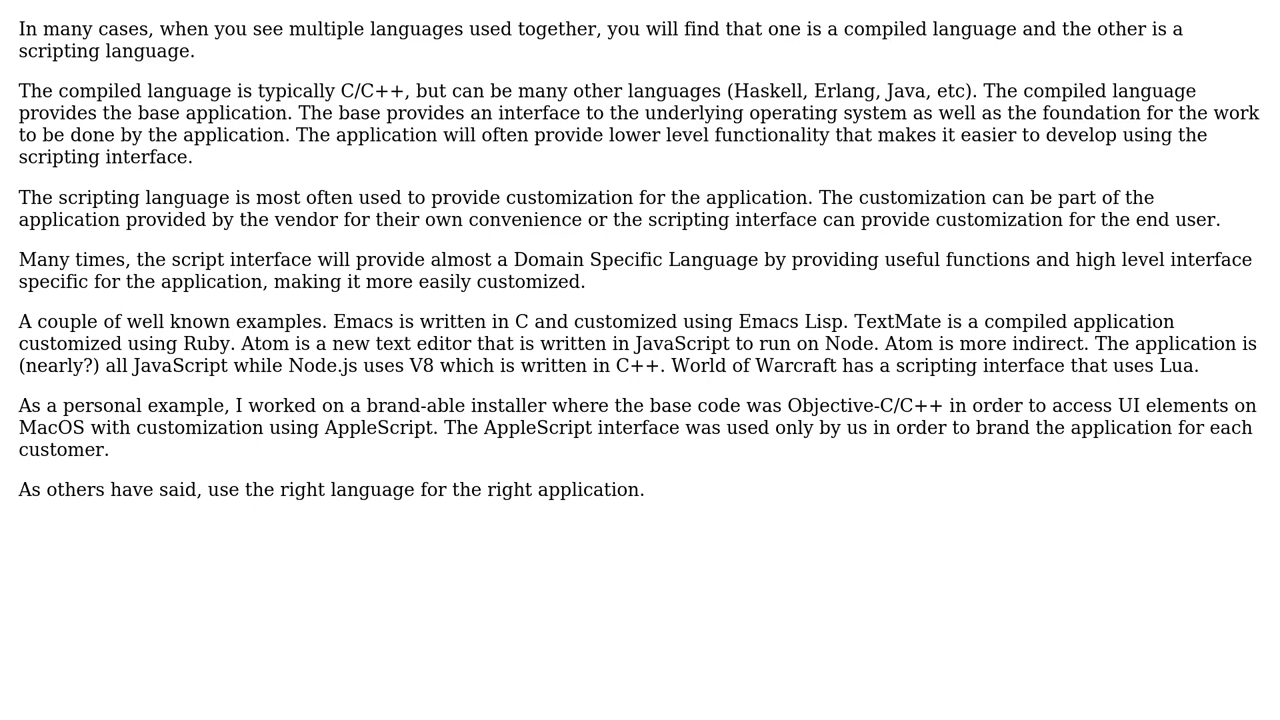 In many cases, when you see multiple languages used together, you will find that one is a compiled language and the other is a
scripting language.
The compiled language is typically C/C++, but can be many other languages (Haskell, Erlang, Java, etc). The compiled language
provides the base application. The base provides an interface to the underlying operating system as well as the foundation for the work
to be done by the application. The application will often provide lower level functionality that makes it easier to develop using the
scripting interface.
The scripting language is most often used to provide customization for the application. The customization can be part of the
application provided by the vendor for their own convenience or the scripting interface can provide customization for the end user.
Many times, the script interface will provide almost a Domain Specific Language by providing useful functions and high level interface
specific for the application, making it more easily customized.
A couple of well known examples. Emacs is written in C and customized using Emacs Lisp. TextMate is a compiled application
customized using Ruby. Atom is a new text editor that is written in JavaScript to run on Node. Atom is more indirect. The application is
(nearly?) all JavaScript while Node.js uses V8 which is written in C++. World of Warcraft has a scripting interface that uses Lua.
As a personal example, I worked on a brand-able installer where the base code was Objective-C/C++ in order to access UI elements on
MacOS with customization using AppleScript. The AppleScript interface was used only by us in order to brand the application for each
customer.
As others have said, use the right language for the right application.